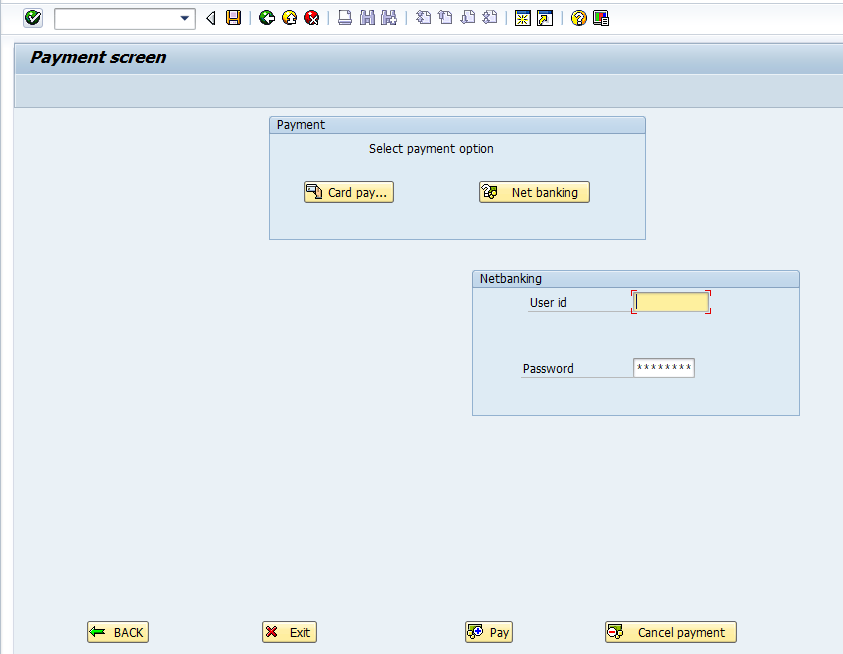 Payment screen
Payment
Select payment option
Card pay... Net banking
Netbanking
User id
Password ********
BACK Exit Pay Cancel payment